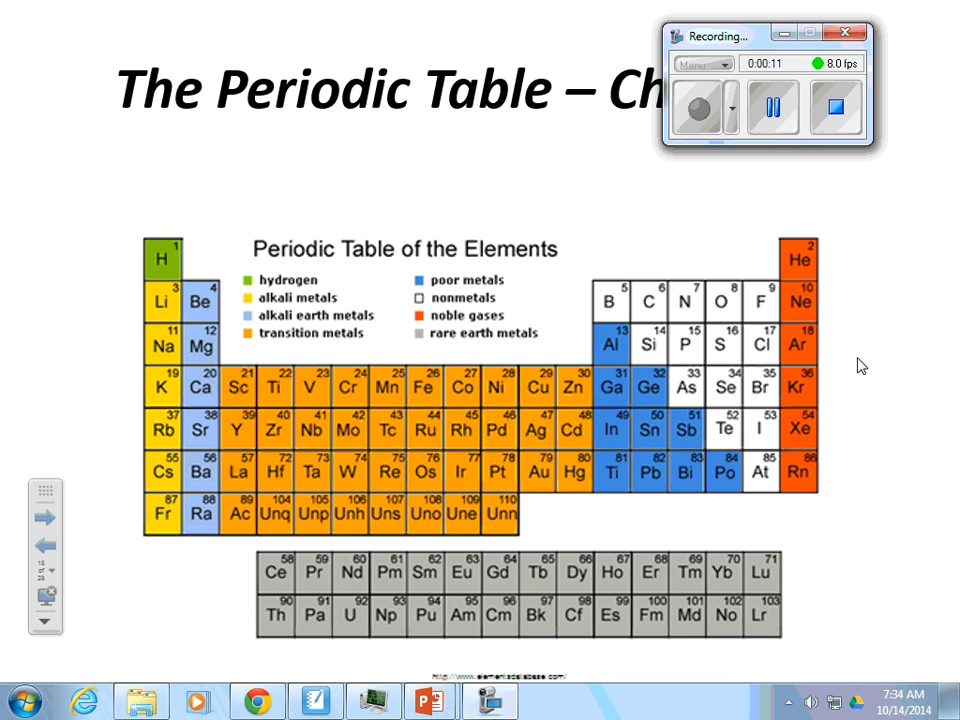 Recording...
Menu
0:00:11
8.0 fps
The Periodic Table – Ch
Periodic Table of the Elements
hydrogen
poor metals
alkali metals
nonmetals
alkali earth metals
noble gases
transition metals
rare earth metals
1 H 2 He
3 Li 4 Be 5 B 6 C 7 N 8 O 9 F 10 Ne
11 Na 12 Mg 13 Al 14 Si 15 P 16 S 17 Cl 18 Ar
19 K 20 Ca 21 Sc 22 Ti 23 V 24 Cr 25 Mn 26 Fe 27 Co 28 Ni 29 Cu 30 Zn 31 Ga 32 Ge 33 As 34 Se 35 Br 36 Kr
37 Rb 38 Sr 39 Y 40 Zr 41 Nb 42 Mo 43 Tc 44 Ru 45 Rh 46 Pd 47 Ag 48 Cd 49 In 50 Sn 51 Sb 52 Te 53 I 54 Xe
55 Cs 56 Ba 57 La 72 Hf 73 Ta 74 W 75 Re 76 Os 77 Ir 78 Pt 79 Au 80 Hg 81 Ti 82 Pb 83 Bi 84 Po 85 At 86 Rn
87 Fr 88 Ra 89 Ac 104 Unq 105 Unp 106 Unh 107 Uns 108 Uno 109 Une 110 Unn
58 Ce 59 Pr 60 Nd 61 Pm 62 Sm 63 Eu 64 Gd 65 Tb 66 Dy 67 Ho 68 Er 69 Tm 70 Yb 71 Lu
90 Th 91 Pa 92 U 93 Np 94 Pu 95 Am 96 Cm 97 Bk 98 Cf 99 Es 100 Fm 101 Md 102 No 103 Lr
18
of
28
http://www.elementsdatabase.com/
7:34 AM
10/14/2014